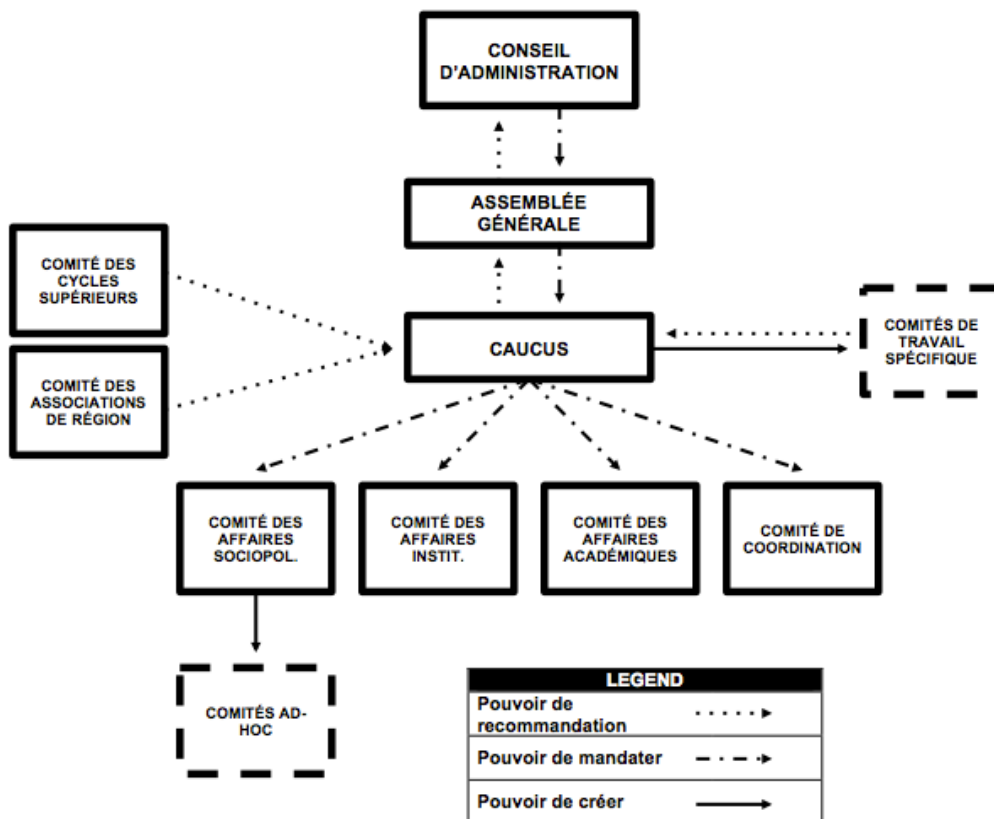 CONSEIL
D'ADMINISTRATION
ASSEMBLÉE
GÉNÉRALE
COMITÉ DES
CYCLES
SUPÉRIEURS
CAUCUS
COMITÉS DE
TRAVAIL
SPÉCIFIQUE
COMITÉ DES
ASSOCIATIONS
DE RÉGION
COMITÉ DES
AFFAIRES
SOCIOPOL.
COMITÉ DES
AFFAIRES
INSTIT.
COMITÉ DES
AFFAIRES
ACADÉMIQUES
COMITÉ DE
COORDINATION
COMITÉS AD-
HOC
LEGEND
Pouvoir de
recommandation
Pouvoir de mandater
Pouvoir de créer